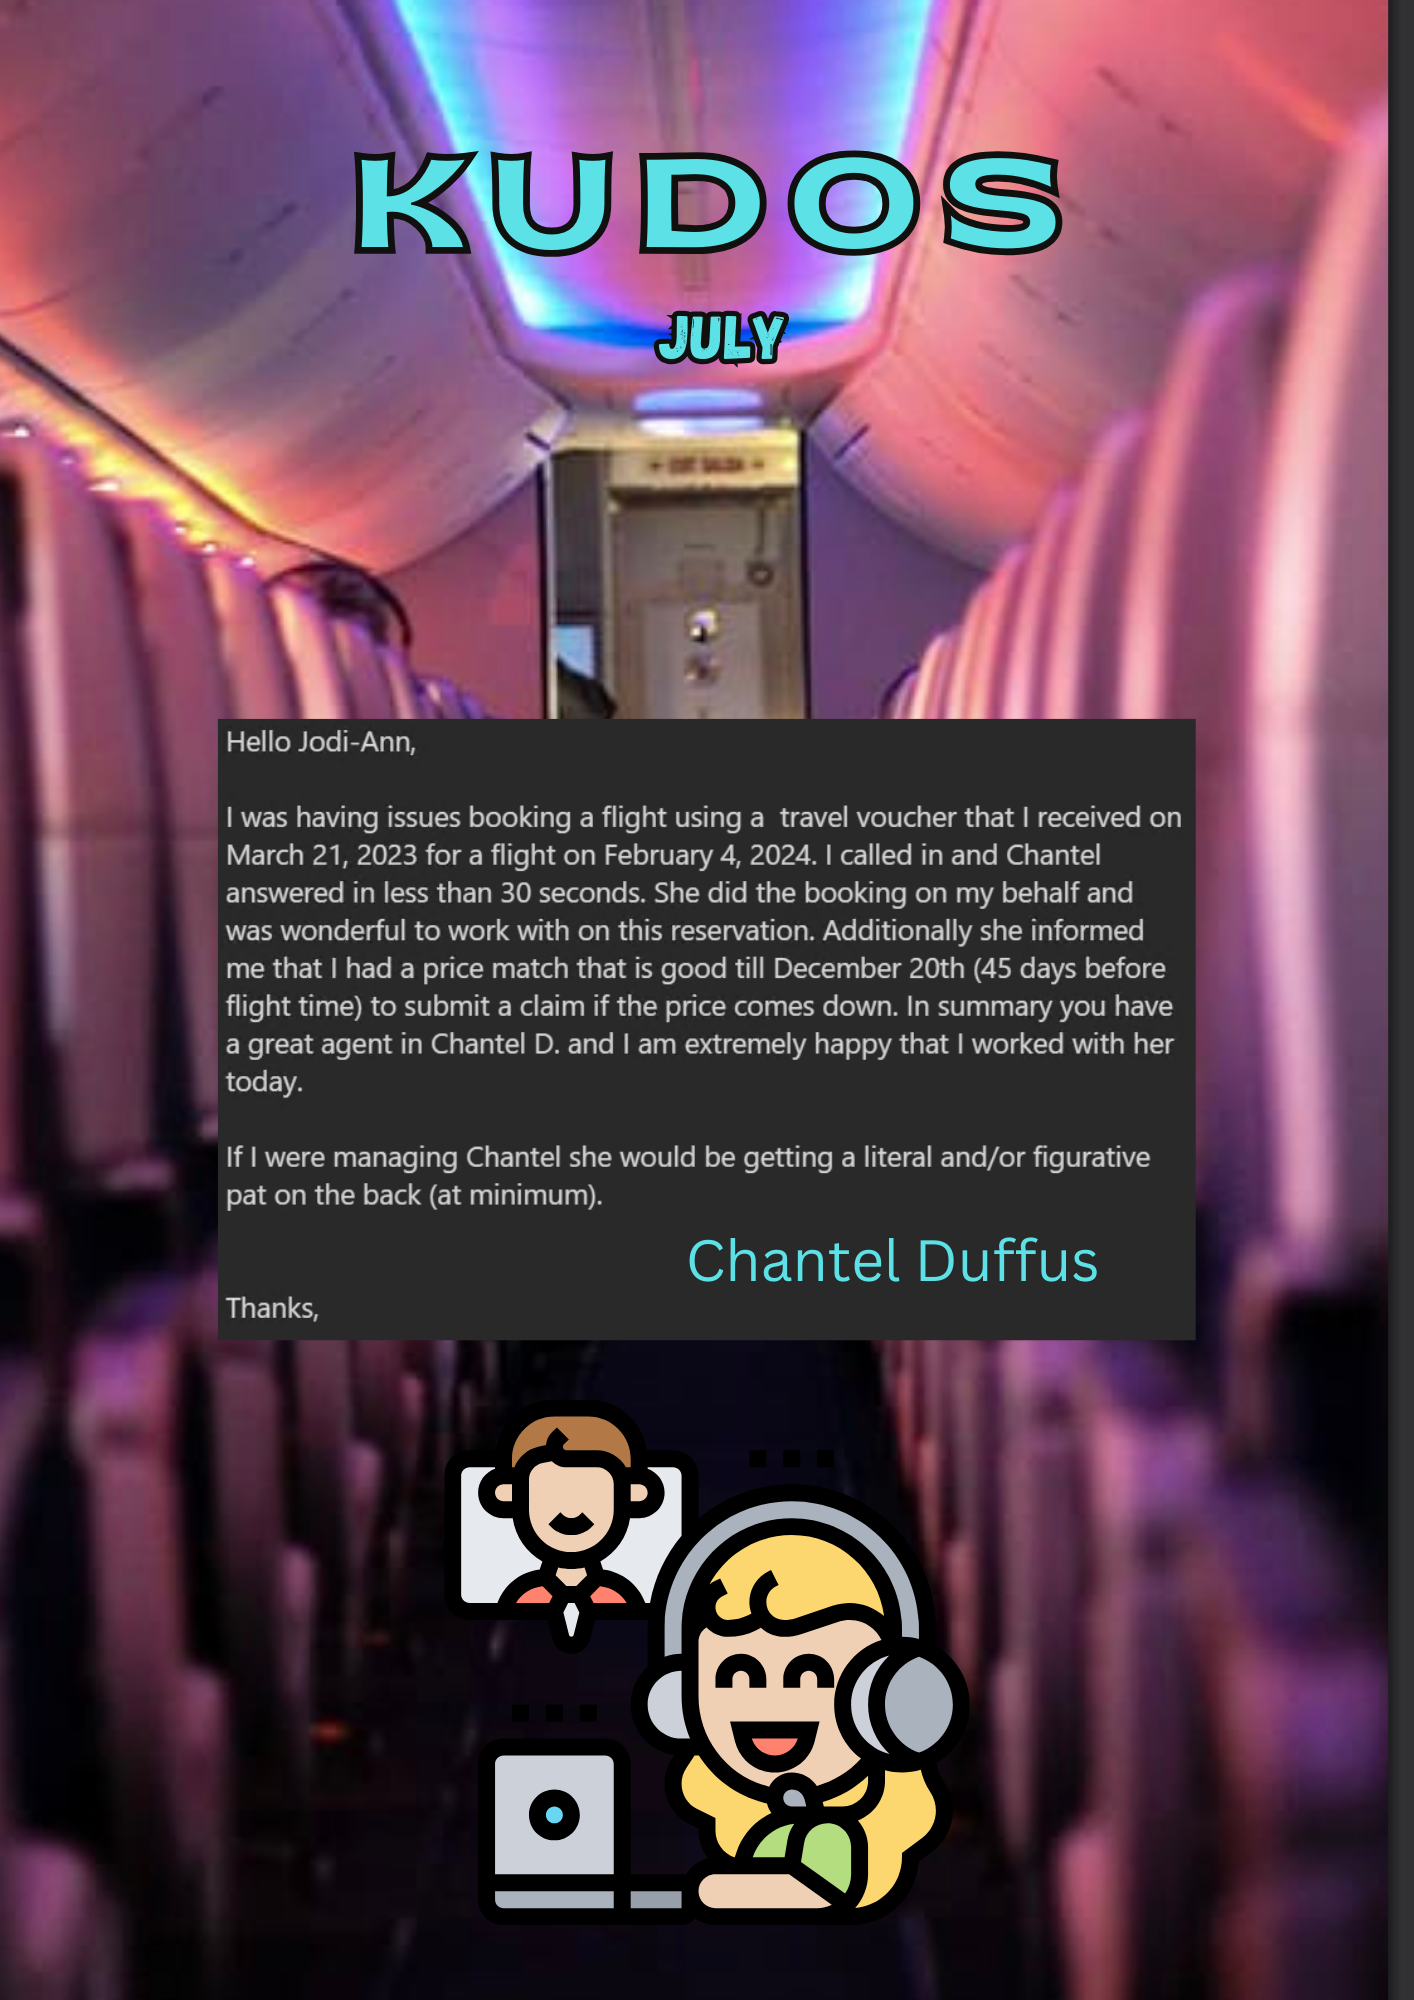 KUDOS
JULY
Hello Jodi-Ann,
I was having issues booking a flight using a  travel voucher that I received on
March 21, 2023 for a flight on February 4, 2024. I called in and Chantel
answered in less than 30 seconds. She did the booking on my behalf and
was wonderful to work with on this reservation. Additionally she informed
me that I had a price match that is good till December 20th (45 days before
flight time) to submit a claim if the price comes down. In summary you have
a great agent in Chantel D. and I am extremely happy that I worked with her
today.
If I were managing Chantel she would be getting a literal and/or figurative
pat on the back (at minimum).
Chantel Duffus
Thanks,